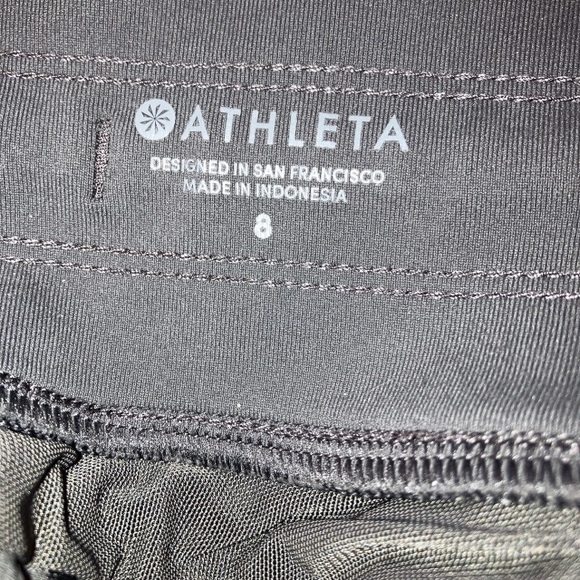 ATHLETA
DESIGNED IN SAN FRANCISCO
MADE IN INDONESIA
8